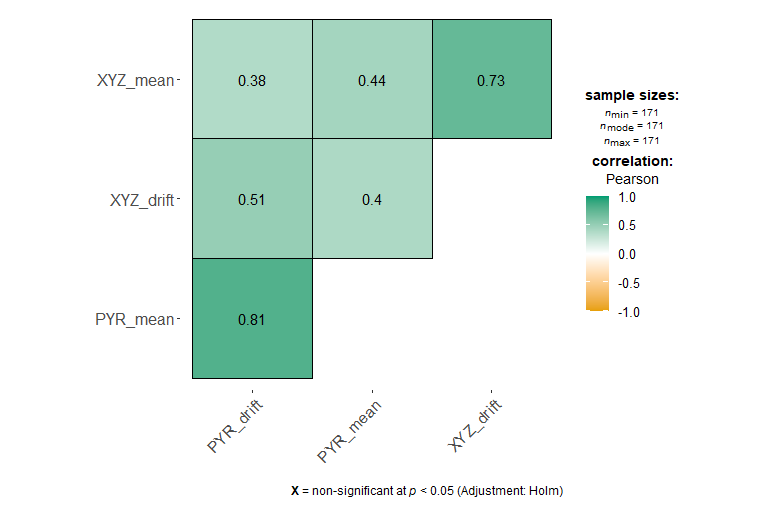 XYZ_mean
0.38
0.44
0.73
XYZ_drift
0.51
0.4
PYR_mean
0.81
PYR_drift
PYR_mean
XYZ_drift
sample sizes:
nmin = 171
nmode = 171
nmax = 171
correlation:
Pearson
1.0
0.5
0.0
-0.5
-1.0
X = non-significant at p < 0.05 (Adjustment: Holm)